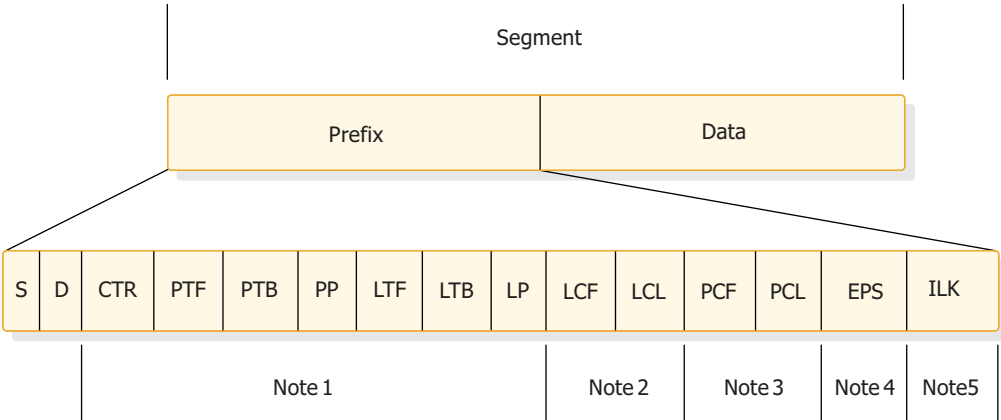 Segment
Prefix Data
S D CTR PTF PTB PP LTF LTB LP LCF LCL PCF PCL EPS ILK
Note 1 Note 2 Note 3 Note 4 Note5